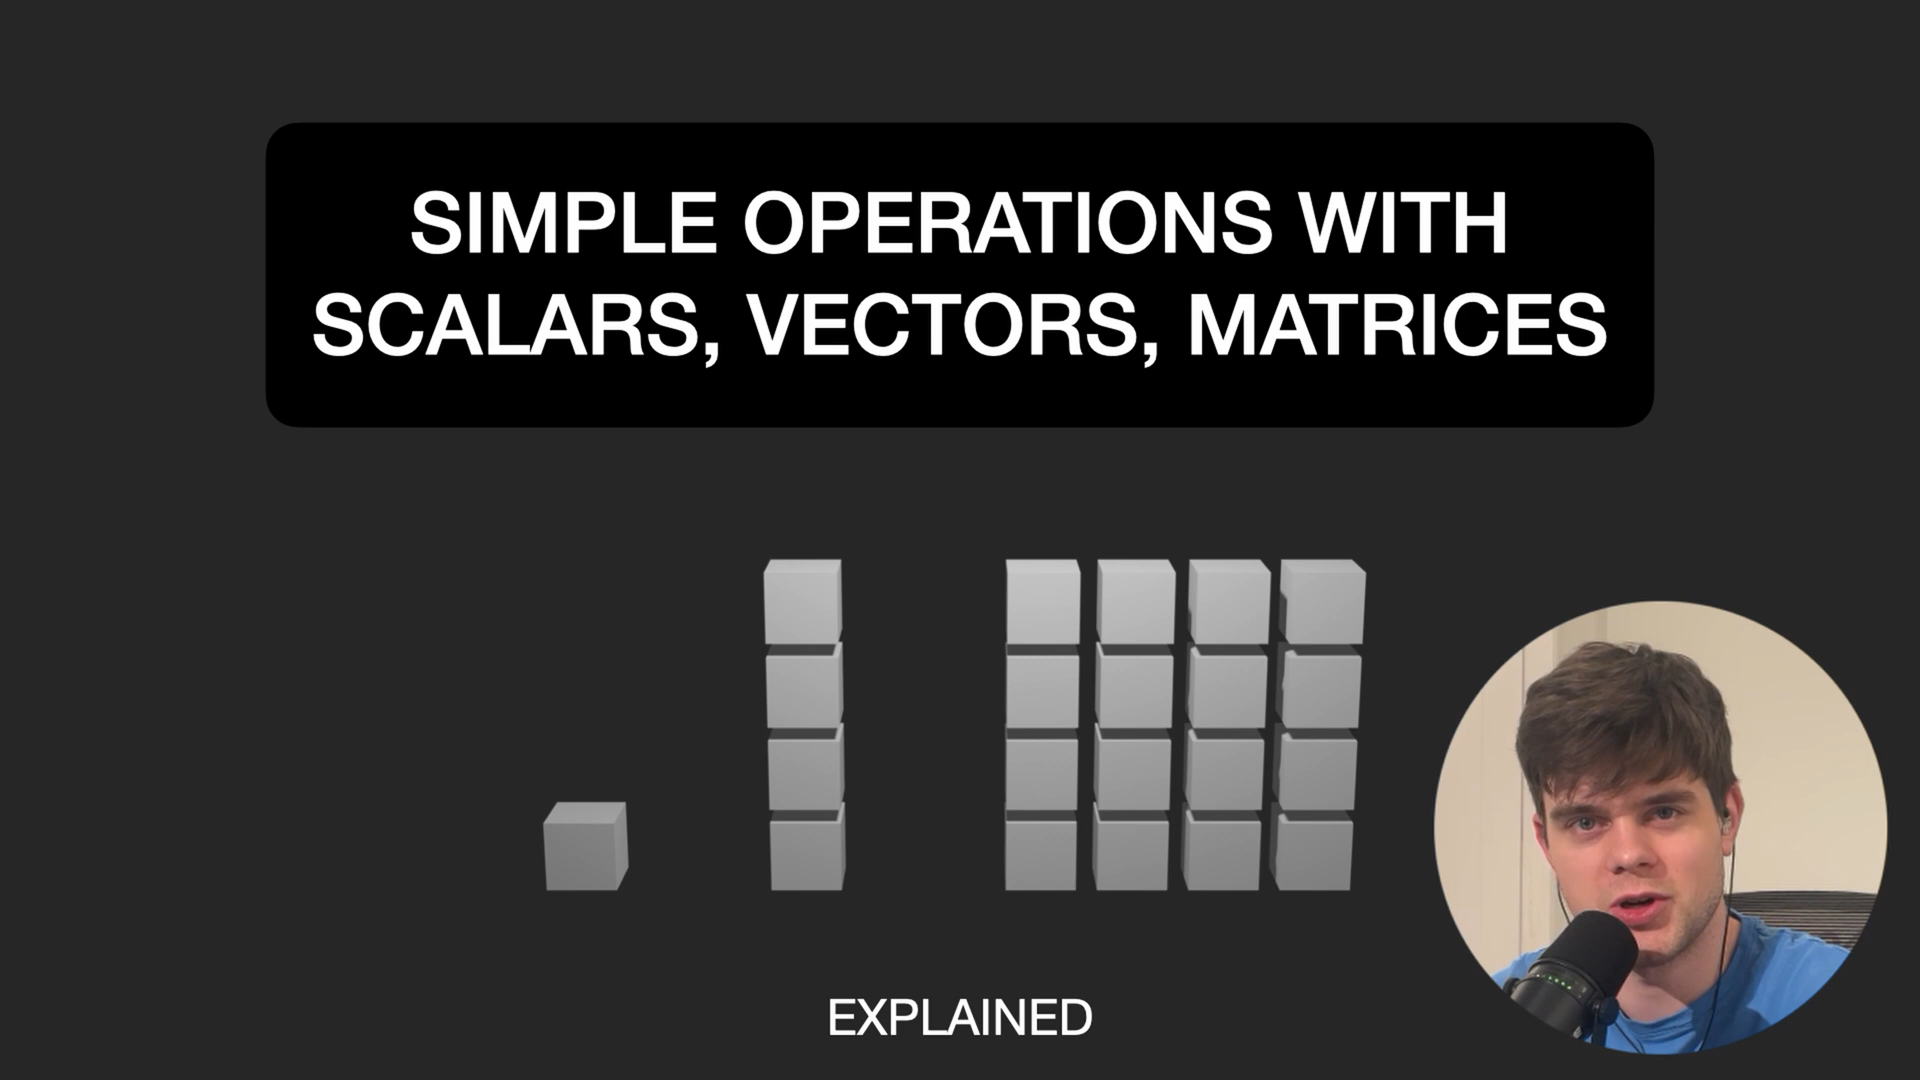 SIMPLE OPERATIONS WITH
SCALARS, VECTORS, MATRICES
EXPLAINED